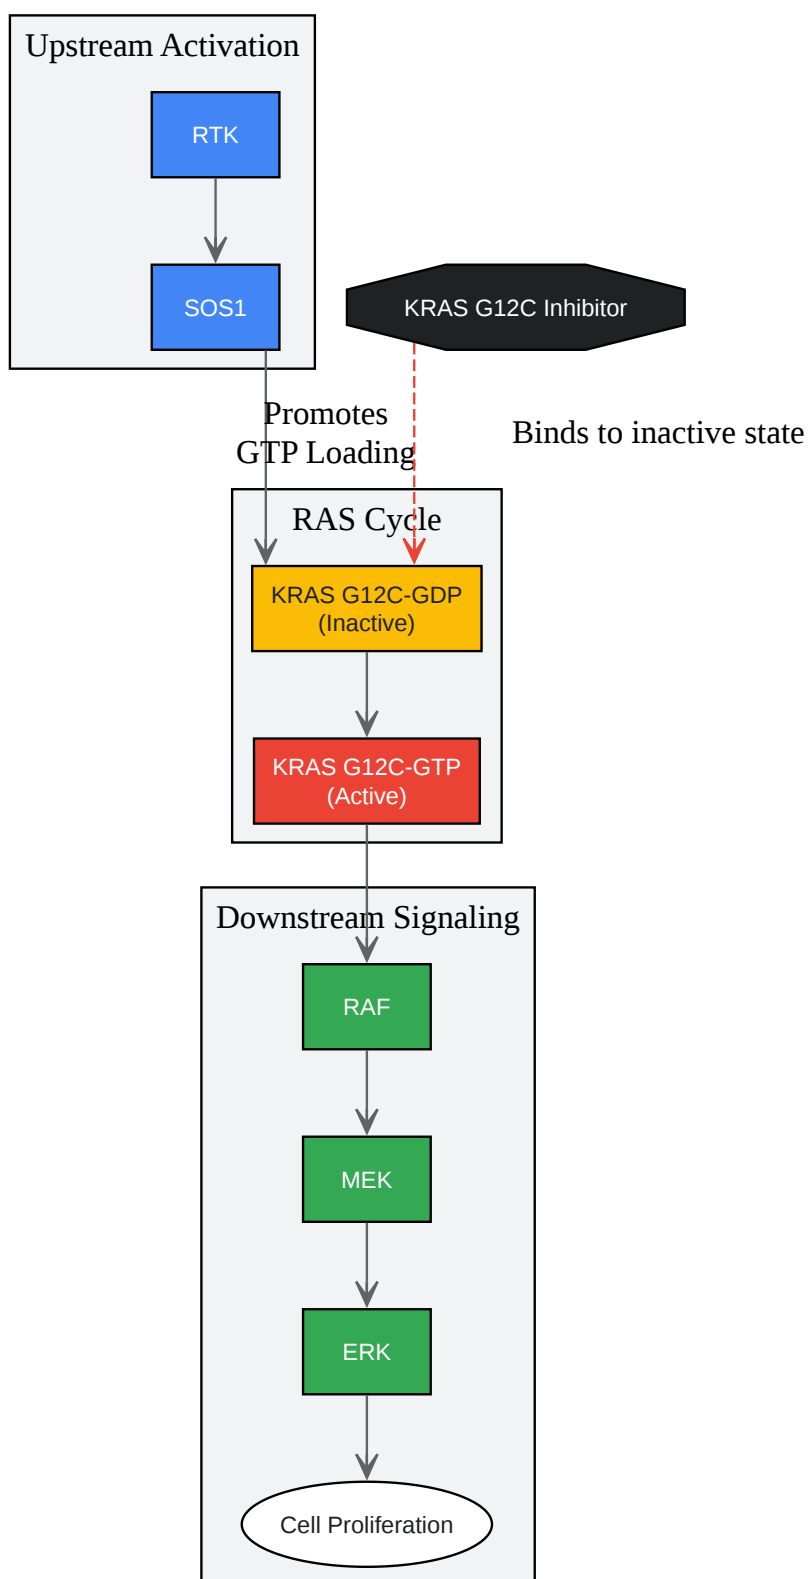 Upstream Activation
RTK
SOS1
KRAS G12C Inhibitor
Promotes
GTP Loading
Binds to inactive state
RAS Cycle
KRAS G12C-GDP
(Inactive)
KRAS G12C-GTP
(Active)
Downstream Signaling
RAF
MEK
ERK
Cell Proliferation